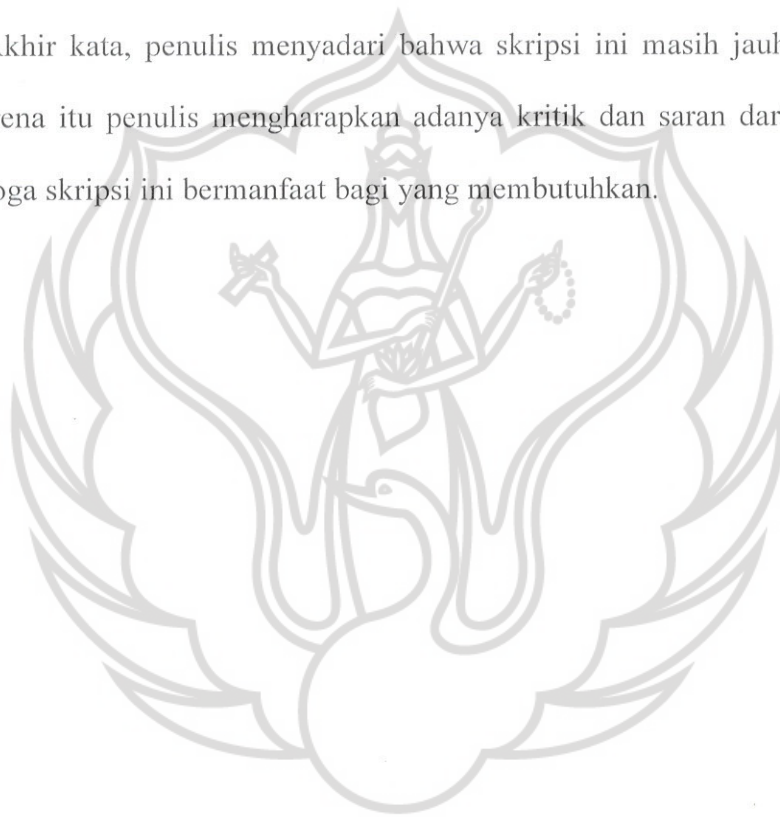 khir kata, penulis menyadari bahwa skripsi ini masih jauh
ena itu penulis mengharapkan adanya kritik dan saran dar
oga skripsi ini bermanfaat bagi yang membutuhkan.